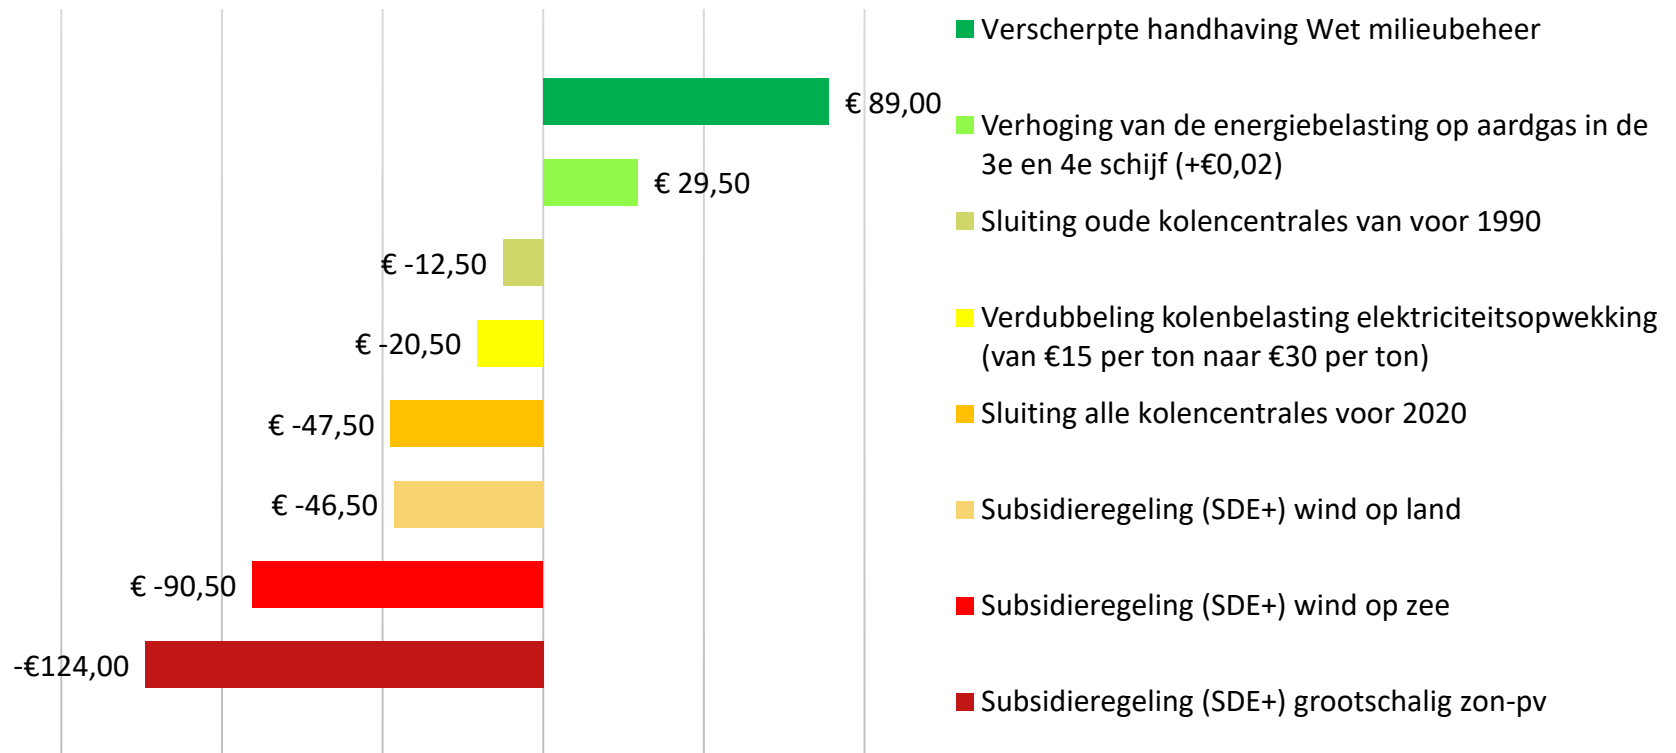 € 89,00
€ 29,50
€ -12,50
€ -20,50
€ -47,50
€ -46,50
€ -90,50
-€124,00
Verscherpte handhaving Wet milieubeheer
Verhoging van de energiebelasting op aardgas in de
3e en 4e schijf (+€0,02)
Sluiting oude kolencentrales van voor 1990
Verdubbeling kolenbelasting elektriciteitsopwekking
(van €15 per ton naar €30 per ton)
Sluiting alle kolencentrales voor 2020
Subsidieregeling (SDE+) wind op land
Subsidieregeling (SDE+) wind op zee
Subsidieregeling (SDE+) grootschalig zon-pv